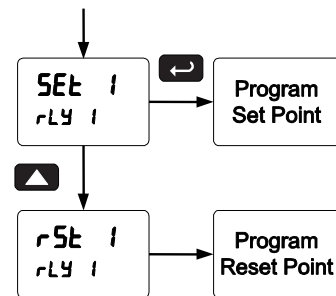 SEt 1
rLY 1
Program
Set Point
rSt 1
rLY 1
Program
Reset Point